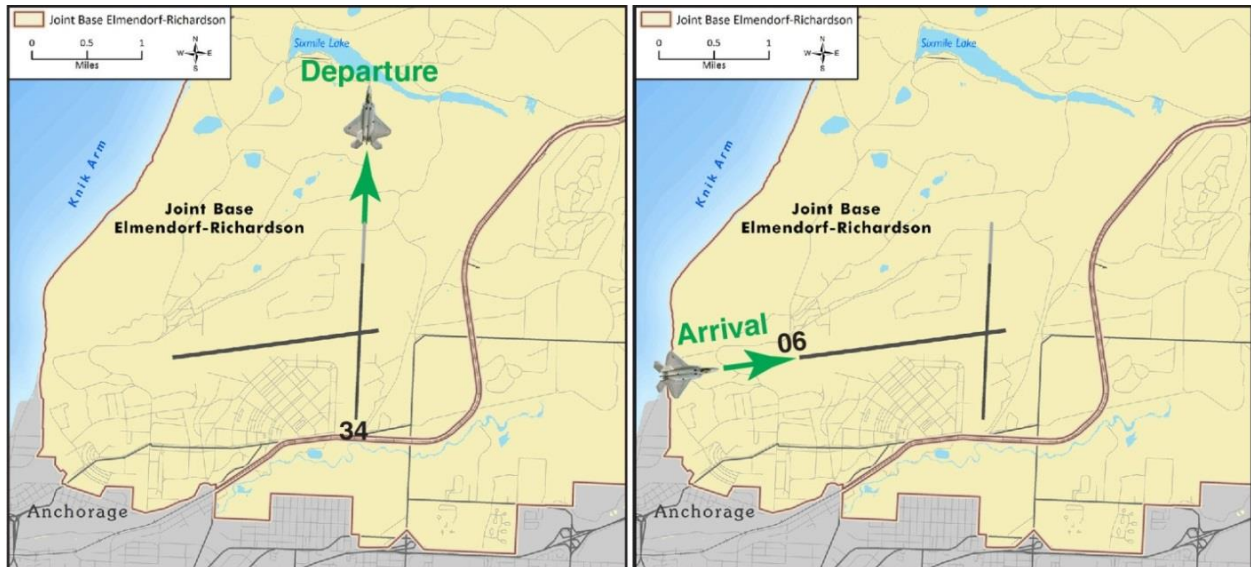 Joint Base Elmendorf-Richardson
0 0.5 1
Miles
N
W E
S
Sixmile Lake
Departure
Knik Arm
Joint Base
Elmendorf-Richardson
34
Anchorage
Joint Base Elmendorf-Richardson
0 0.5 1
Miles
N
W E
S
Sixmile Lake
Knik Arm
Joint Base
Elmendorf-Richardson
Arrival
06
Anchorage